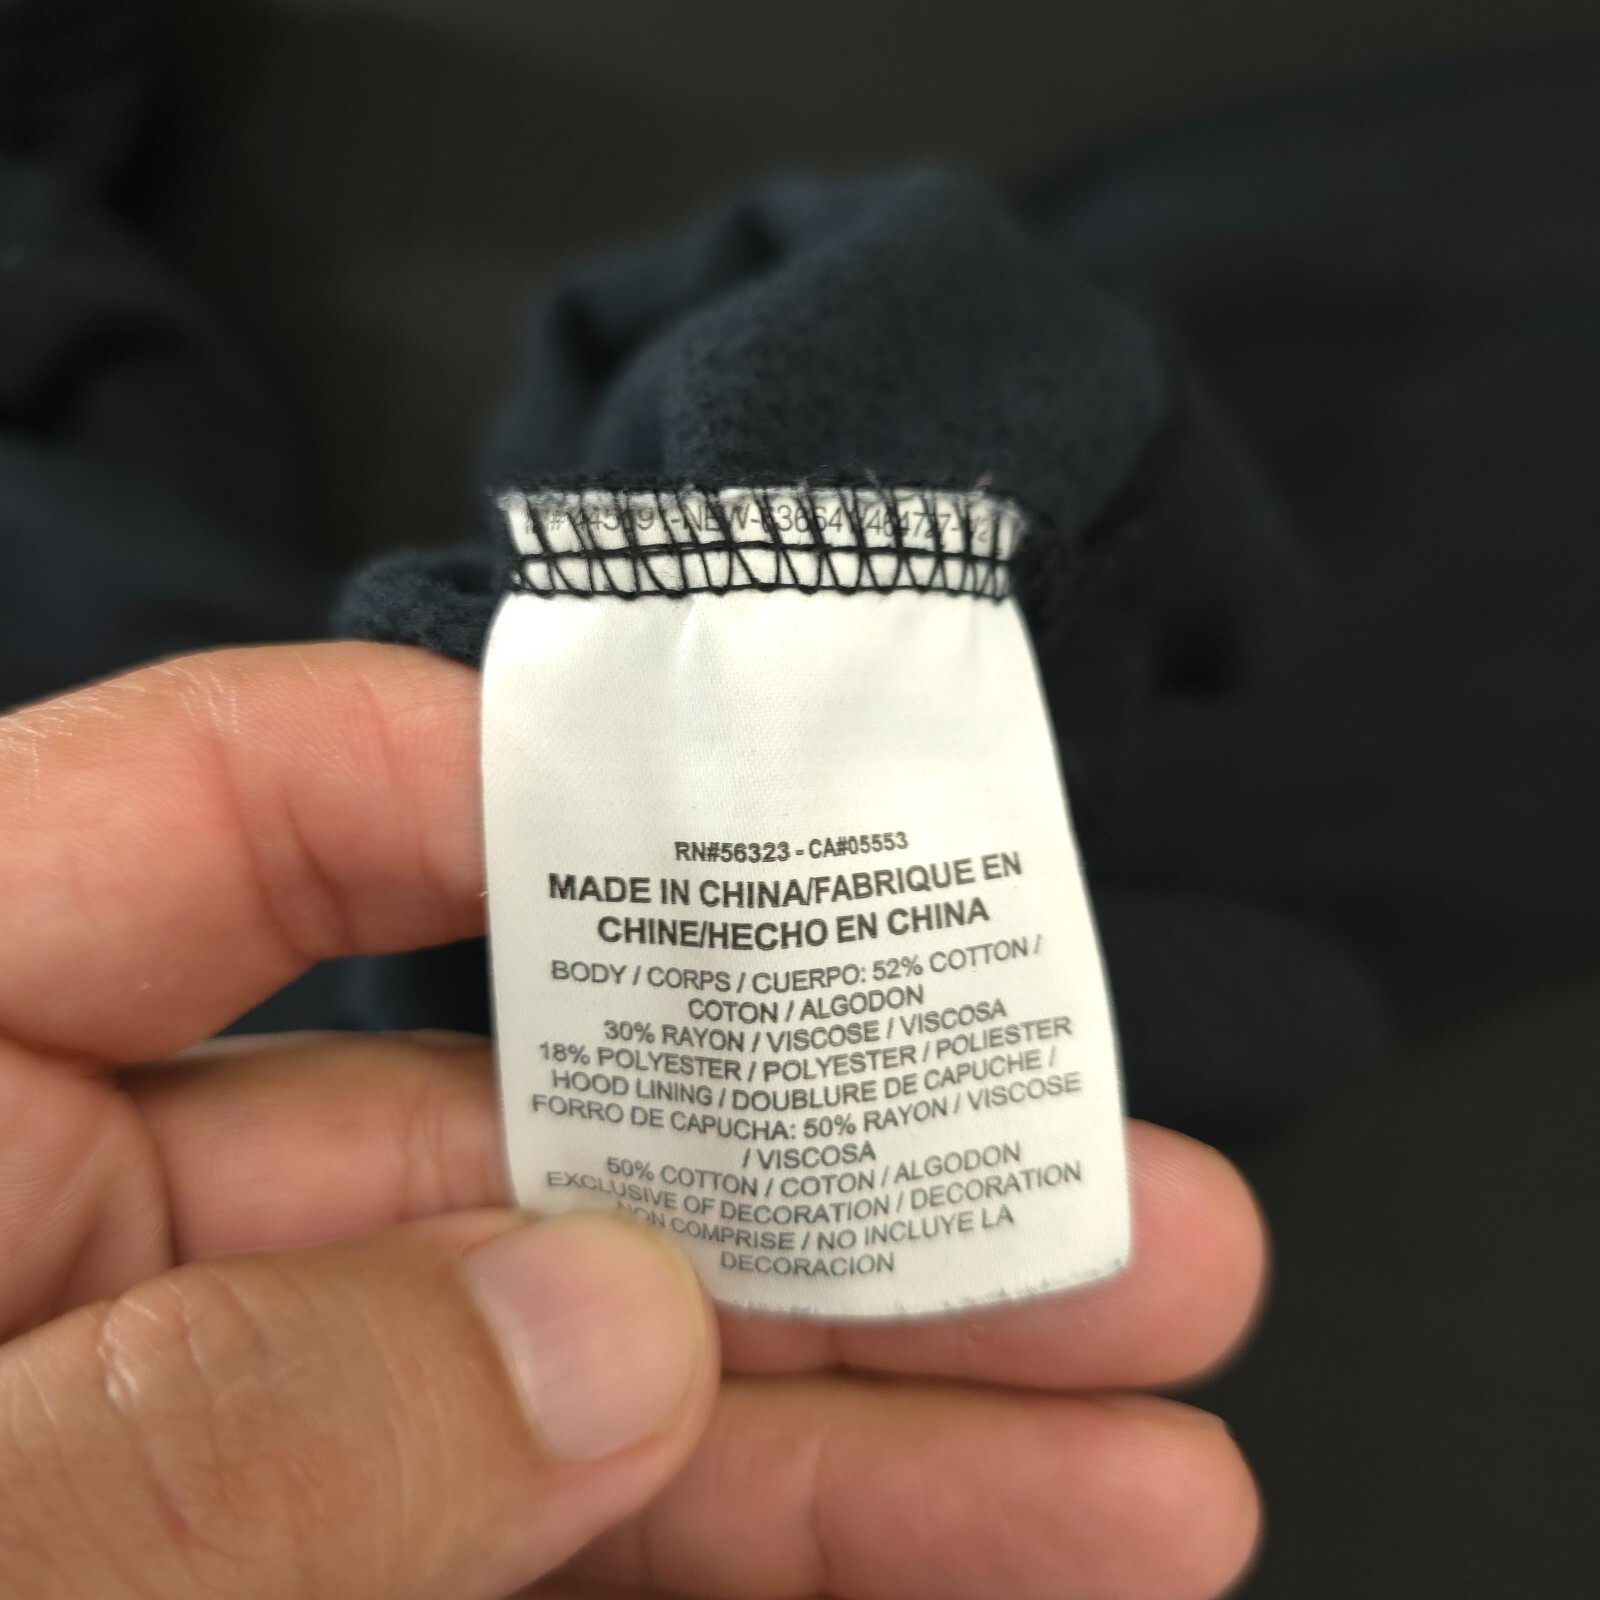 RN#56323 - CA#05553
MADE IN CHINA/FABRIQUE EN
CHINE/HECHO EN CHINA
BODY / CORPS / CUERPO: 52% COTTON /
COTON / ALGODON
30% RAYON / VISCOSE / VISCOSA
18% POLYESTER / POLYESTER / POLIESTER
HOOD LINING / DOUBLURE DE CAPUCHE /
FORRO DE CAPUCHA: 50% RAYON / VISCOSE
/ VISCOSA
50% COTTON / COTON / ALGODON
EXCLUSIVE OF DECORATION / DECORATION
NON COMPRISE / NO INCLUYE LA
DECORACION